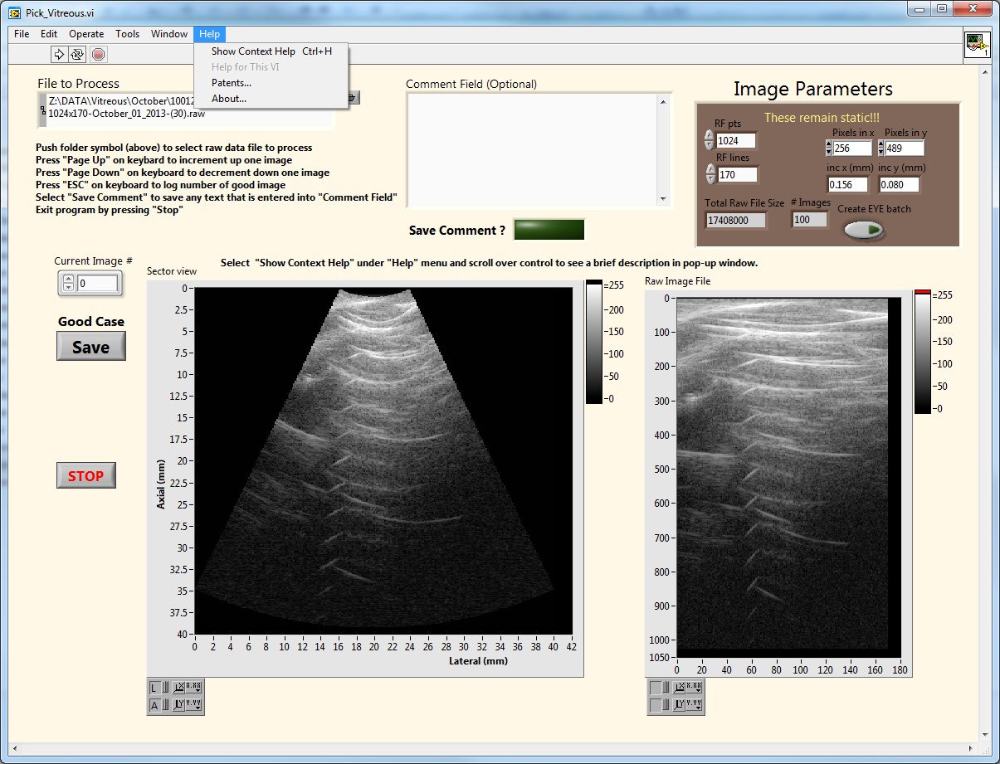 Pick_Vitreous.vi
File Edit Operate Tools Window Help
Show Context Help Ctrl+H
Help for This VI
Patents...
About...
1
File to Process
Z:\DATA\Vitreous\October\10012
1024x170-October_01_2013-(30).raw
Push folder symbol (above) to select raw data file to process
Press "Page Up" on keybard to increment up one image
Press "Page Down" on keyboard to decrement down one image
Press "ESC" on keyboard to log number of good image
Select "Save Comment" to save any text that is entered into "Comment Field"
Exit program by pressing "Stop"
Comment Field (Optional)
Save Comment ?
Image Parameters
These remain static!!!
RF pts
1024
RF lines
170
Pixels in x Pixels in y
256 489
inc x (mm) inc y (mm)
0.156 0.080
Total Raw File Size # Images
17408000 100
Create EYE batch
Select "Show Context Help" under "Help" menu and scroll over control to see a brief description in pop-up window.
Current Image #
0
Good Case
Save
STOP
Sector view
0
2.5
5
7.5
10
12.5
15
17.5
20
22.5
25
27.5
30
32.5
35
37.5
40
Axial (mm)
0 2 4 6 8 10 12 14 16 18 20 22 24 26 28 30 32 34 36 38 40 42
Lateral (mm)
255
200
150
100
50
0
L X X.XX
A Y Y.YY
Raw Image File
0
100
200
300
400
500
600
700
800
900
1000
1050
0 20 40 60 80 100 120 140 160 180
255
200
150
100
50
0
X X.XX
Y Y.YY